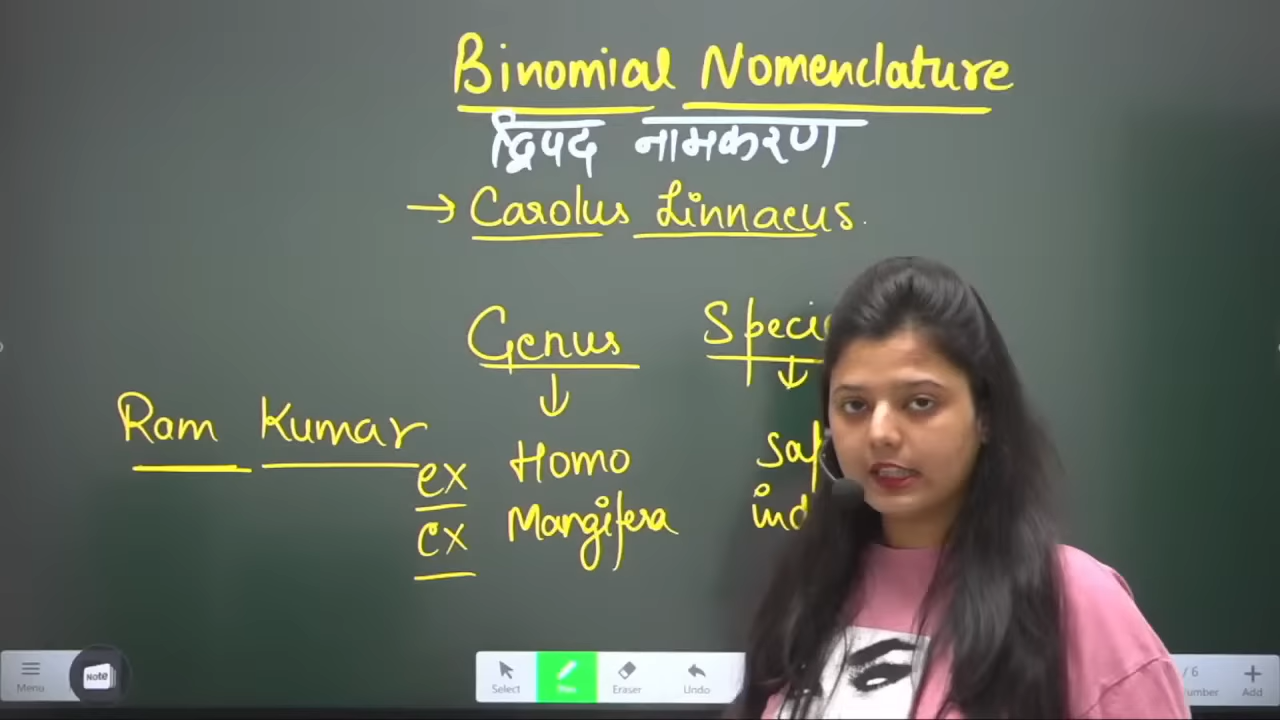 Binomial Nomenclature
द्विपद नामकरण
→ Carolus Linnaeus.
Genus
Ram Kumar
ex Homo
ex Mangifera
Menu
Note
Select
Eraser
Undo
/ 6
Add